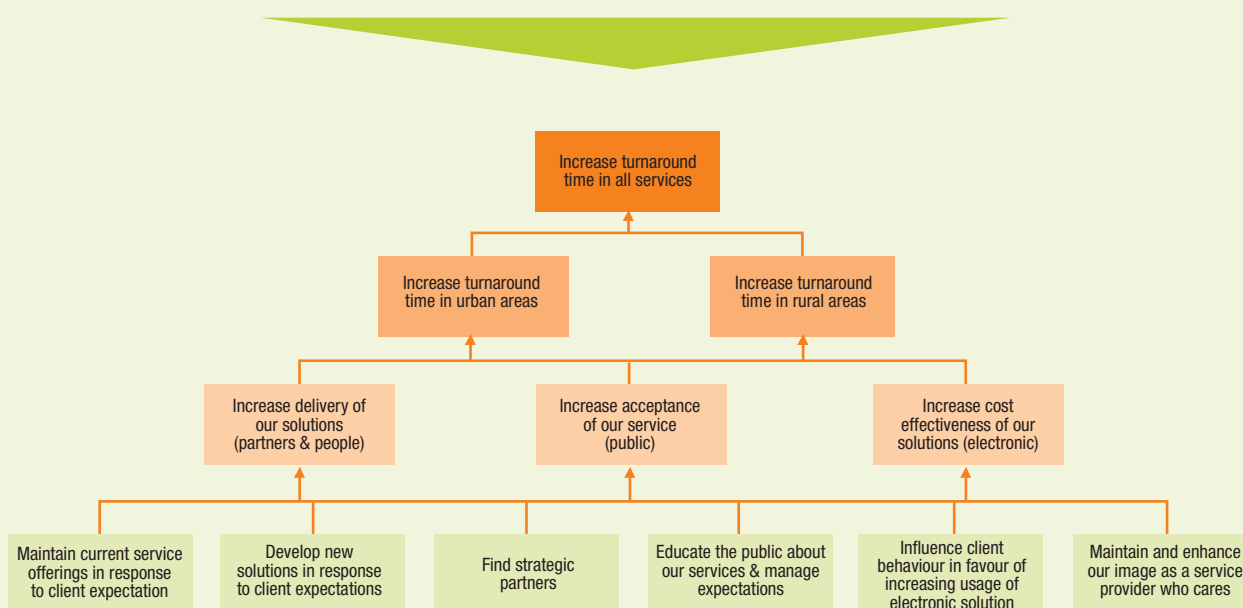 Increase turnaround
time in all services
Increase turnaround
time in urban areas
Increase turnaround
time in rural areas
Increase delivery of
our solutions
(partners & people)
Increase acceptance
of our service
(public)
Increase cost
effectiveness of our
solutions (electronic)
Maintain current service
offerings in response
to client expectation
Develop new
solutions in response
to client expectations
Find strategic
partners
Educate the public about
our services & manage
expectations
Influence client
behaviour in favour of
increasing usage of
electronic solution
Maintain and enhance
our image as a service
provider who cares